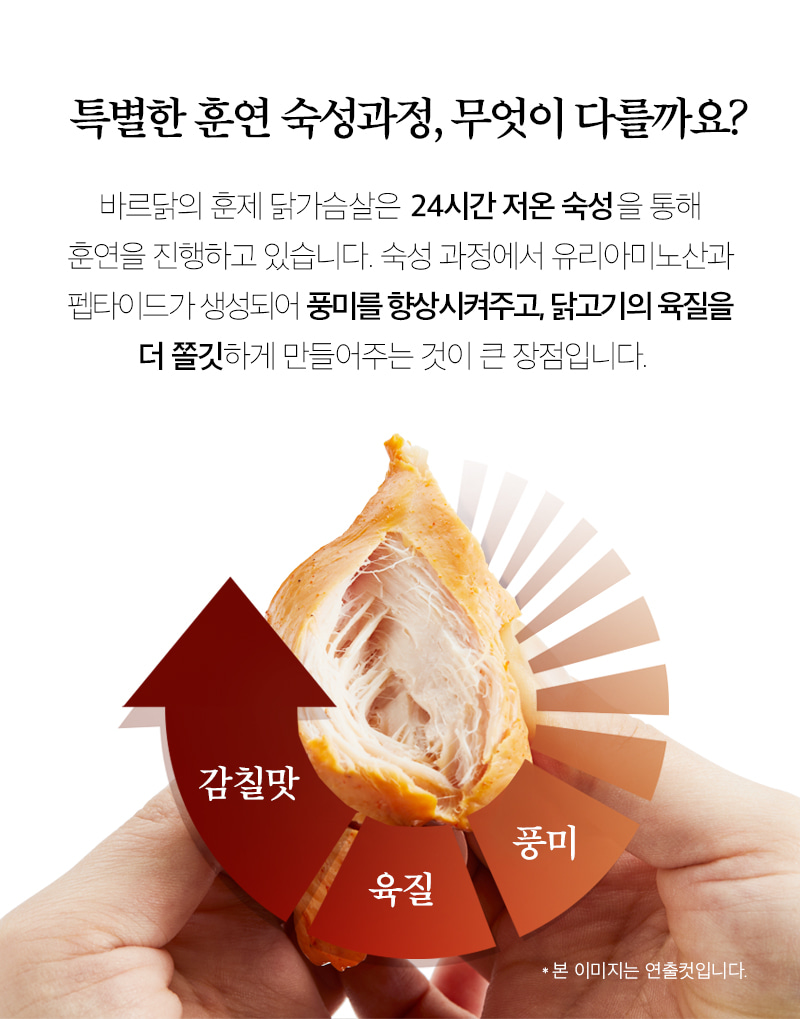 특별한 훈연 숙성과정, 무엇이 다를까요?
바르닭의 훈제 닭가슴살은 24시간 저온 숙성을 통해
훈연을 진행하고 있습니다. 숙성 과정에서 유리아미노산과
펩타이드가 생성되어 풍미를 향상시켜주고, 닭고기의 육질을
더 쫄깃하게 만들어주는 것이 큰 장점입니다.
감칠맛
풍미
육질
* 본 이미지는 연출컷입니다.